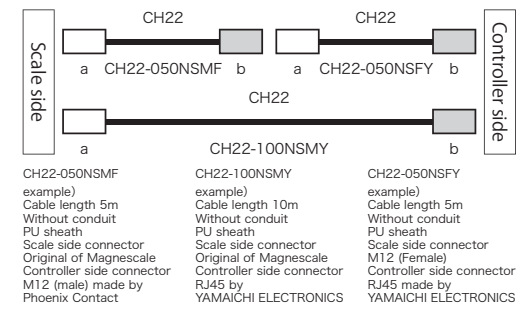 CH22
CH22
Scale side
Controller side
a
CH22-050NSMF
b
a
CH22-050NSFY
b
CH22
a
CH22-100NSMY
b
CH22-050NSMF
example)
Cable length 5m
Without conduit
PU sheath
Scale side connector
Original of Magnescale
Controller side connector
M12 (male) made by
Phoenix Contact
CH22-100NSMY
example)
Cable length 10m
Without conduit
PU sheath
Scale side connector
Original of Magnescale
Controller side connector
RJ45 by
YAMAICHI ELECTRONICS
CH22-050NSFY
example)
Cable length 5m
Without conduit
PU sheath
Scale side connector
M12 (Female)
Controller side connector
RJ45 made by
YAMAICHI ELECTRONICS